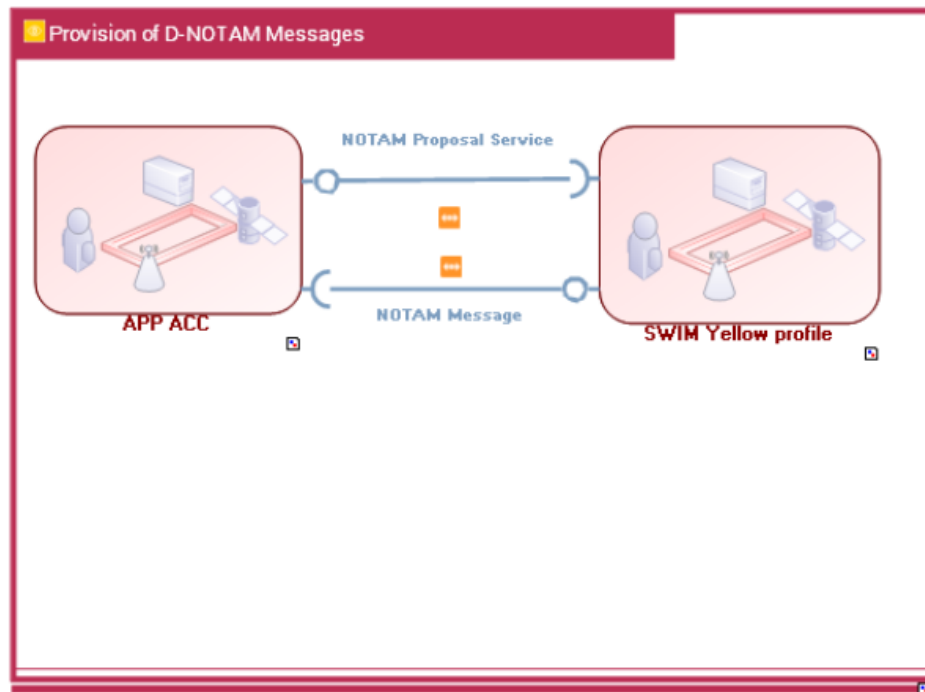 Provision of D-NOTAM Messages
NOTAM Proposal Service
NOTAM Message
APP ACC
SWIM Yellow profile